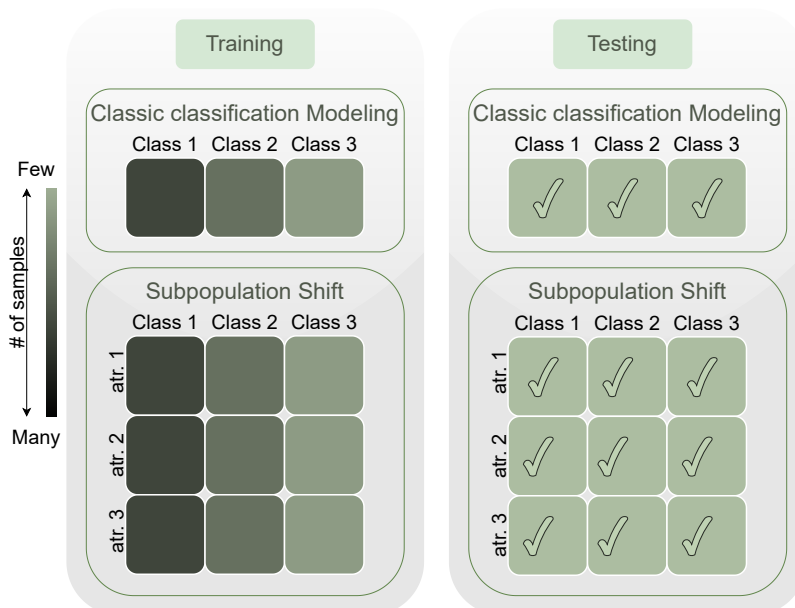 Training
Classic classification Modeling
Class 1 Class 2 Class 3
Few
# of samples
Many
Subpopulation Shift
Class 1 Class 2 Class 3
atr. 1
atr. 2
atr. 3
Testing
Classic classification Modeling
Class 1 Class 2 Class 3
Subpopulation Shift
Class 1 Class 2 Class 3
atr. 1
atr. 2
atr. 3